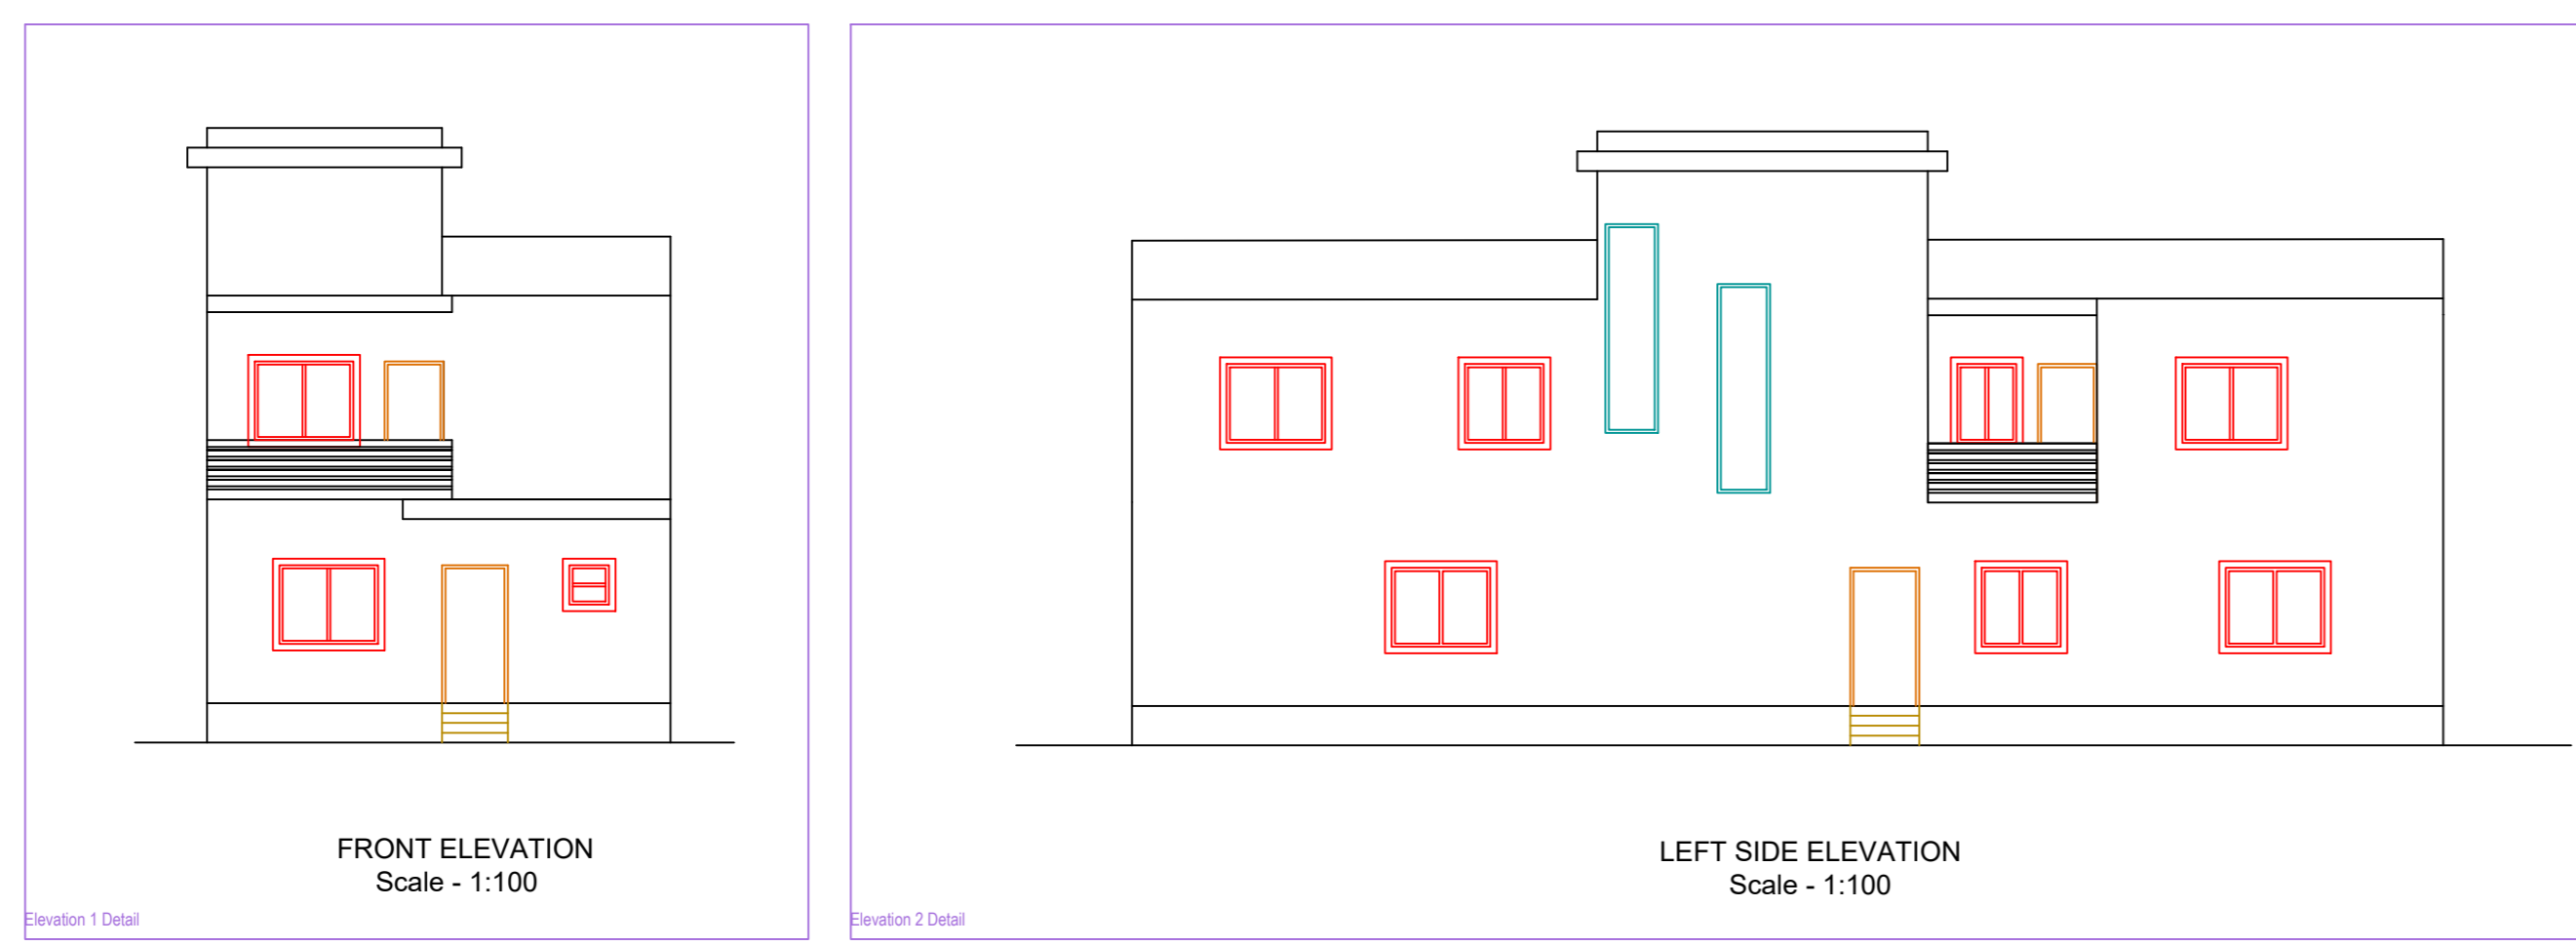 FRONT ELEVATION
Scale - 1:100
Elevation 1 Detail
LEFT SIDE ELEVATION
Scale - 1:100
Elevation 2 Detail